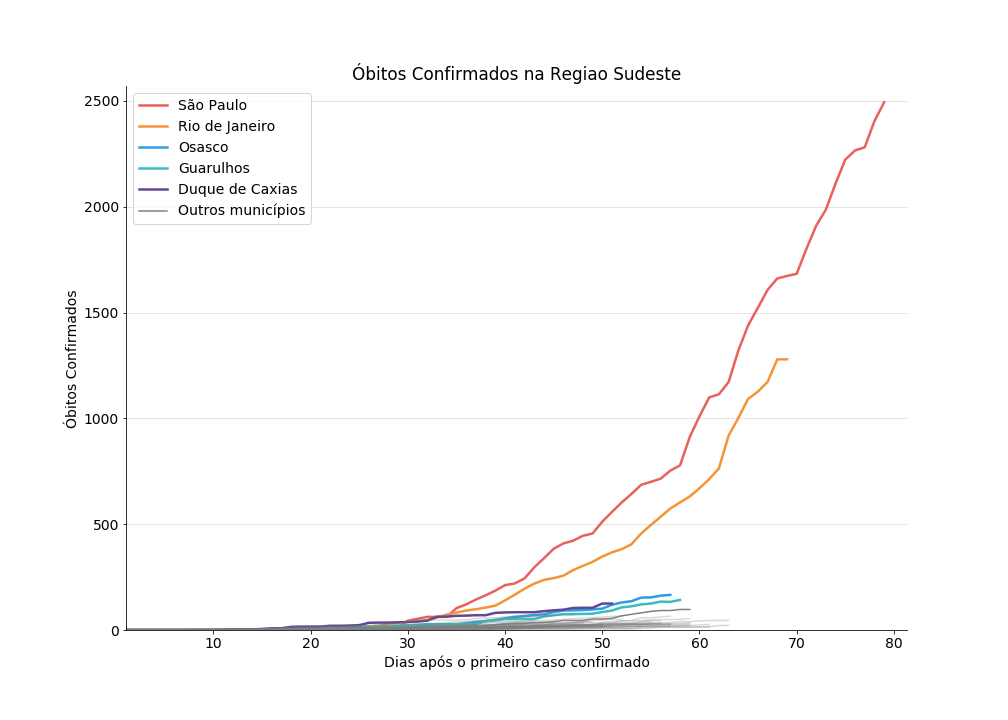 Óbitos Confirmados na Regiao Sudeste
São Paulo
Rio de Janeiro
Osasco
Guarulhos
Duque de Caxias
Outros municípios
Óbitos Confirmados
2500
2000
1500
1000
500
0
10 20 30 40 50 60 70 80
Dias após o primeiro caso confirmado